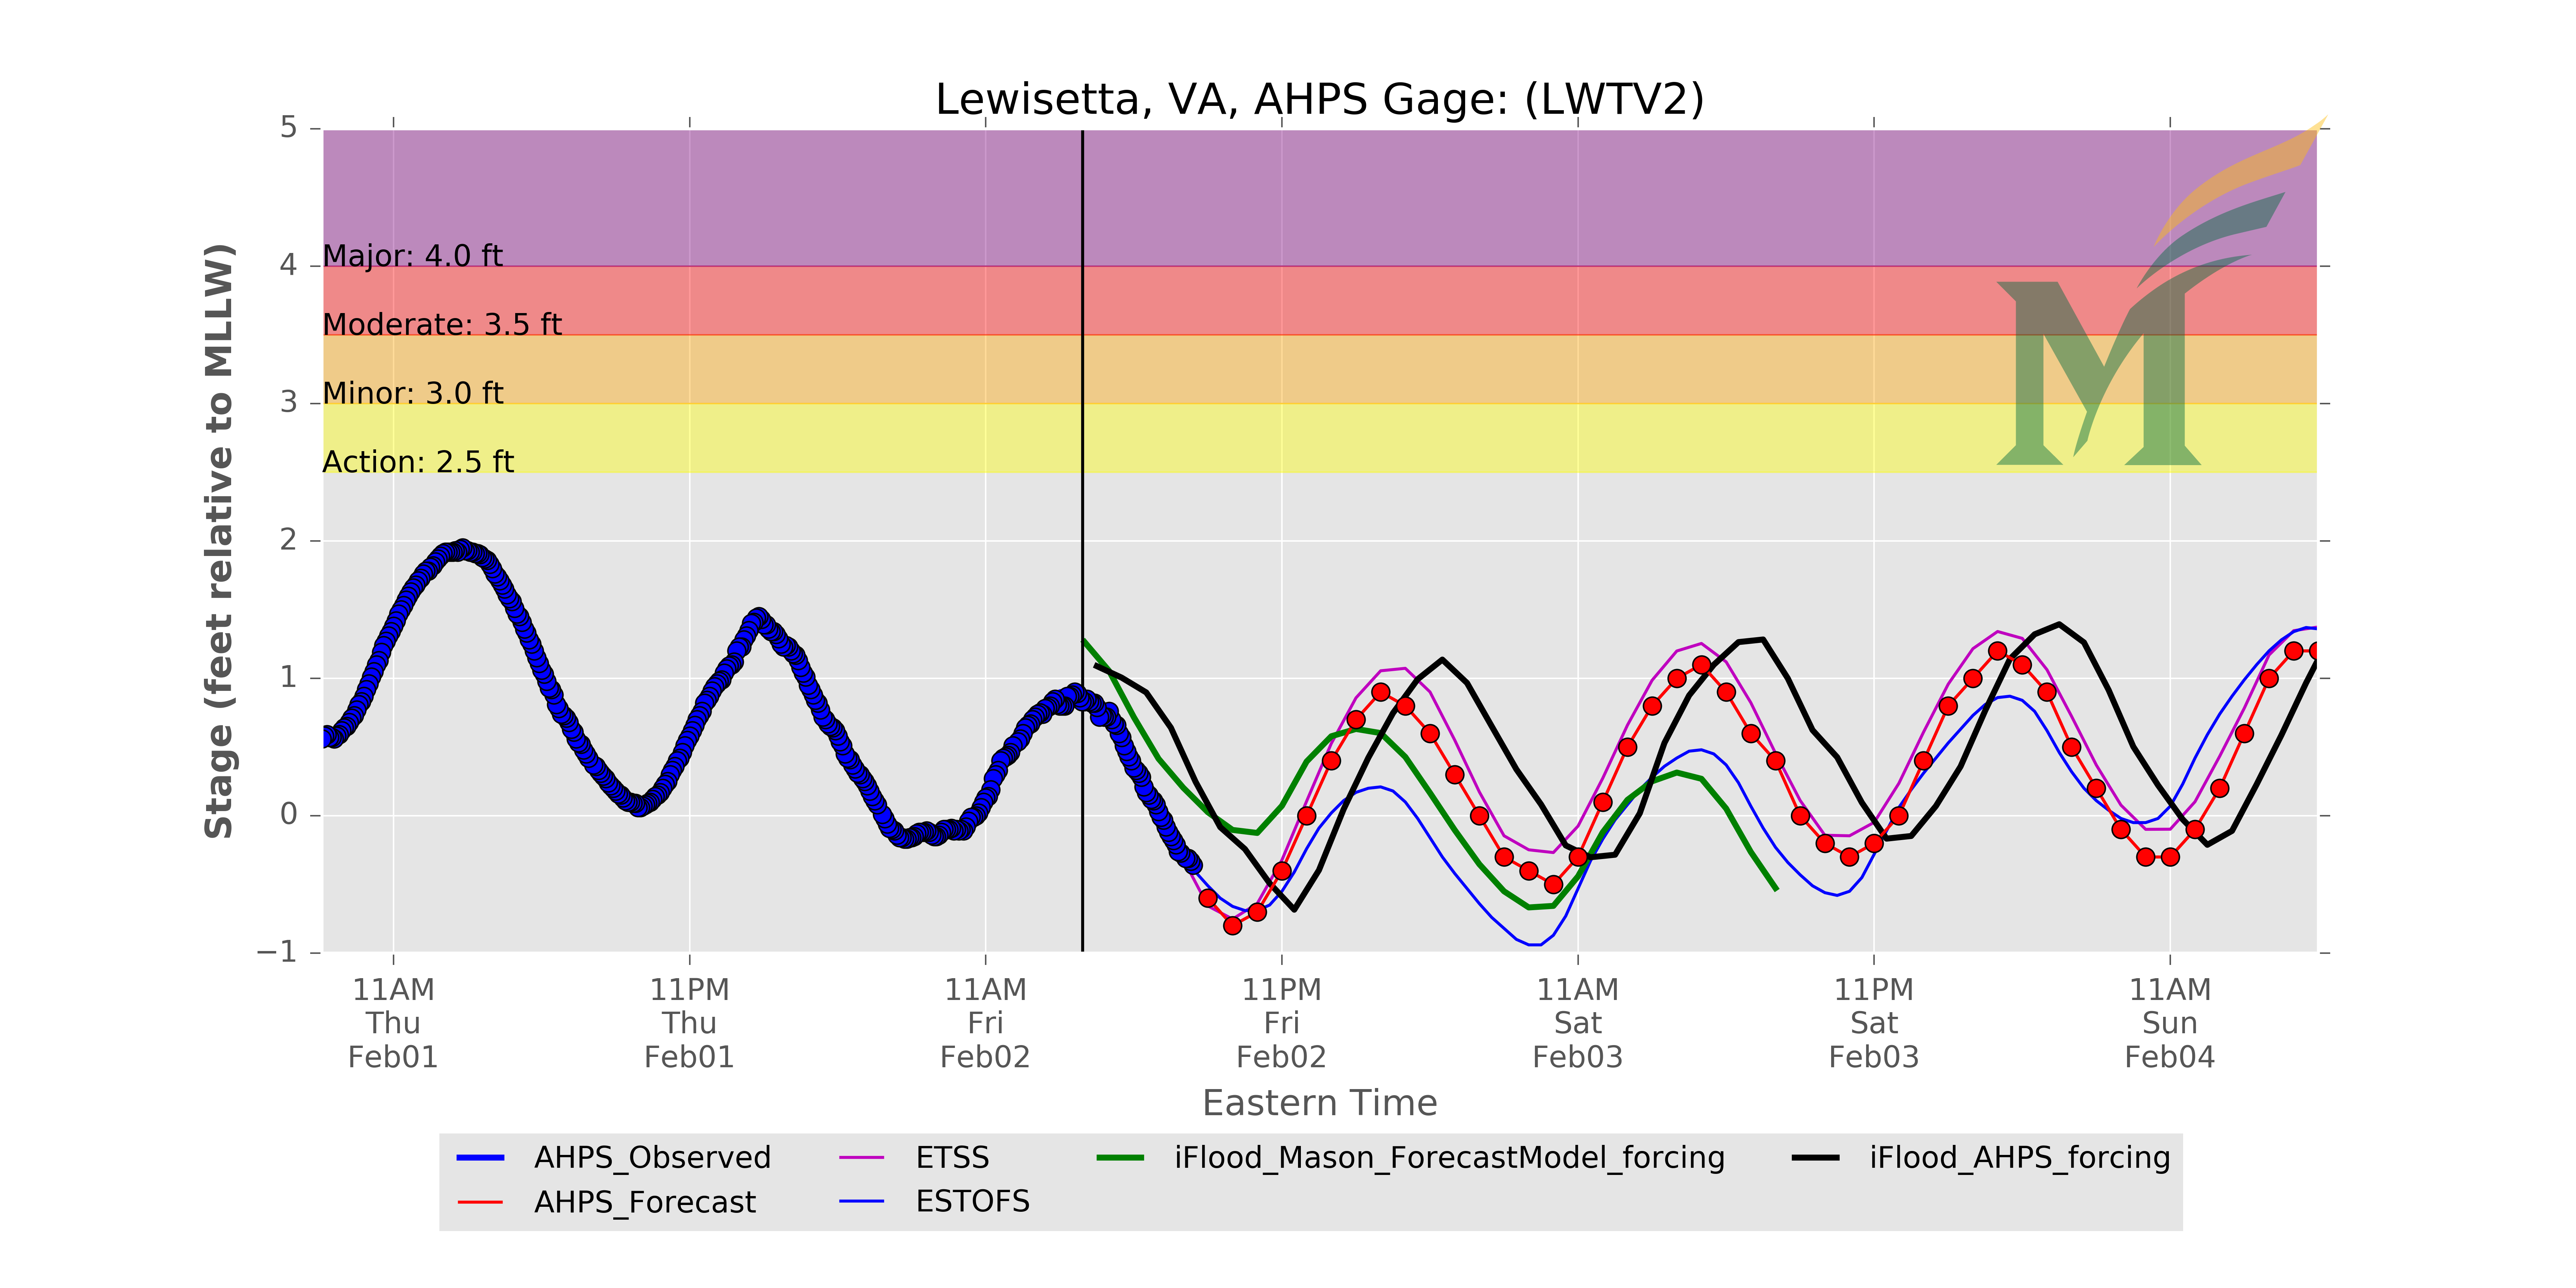 Lewisetta, VA, AHPS Gage: (LWTV2)
Stage (feet relative to MLLW)
5
4
3
2
1
0
−1
Major: 4.0 ft
Moderate: 3.5 ft
Minor: 3.0 ft
Action: 2.5 ft
11AM 11PM 11AM 11PM 11AM 11PM 11AM
Thu Thu Fri Fri Sat Sat Sun
Feb01 Feb01 Feb02 Feb02 Feb03 Feb03 Feb04
Eastern Time
AHPS_Observed ETSS iFlood_Mason_ForecastModel_forcing iFlood_AHPS_forcing
AHPS_Forecast ESTOFS
M